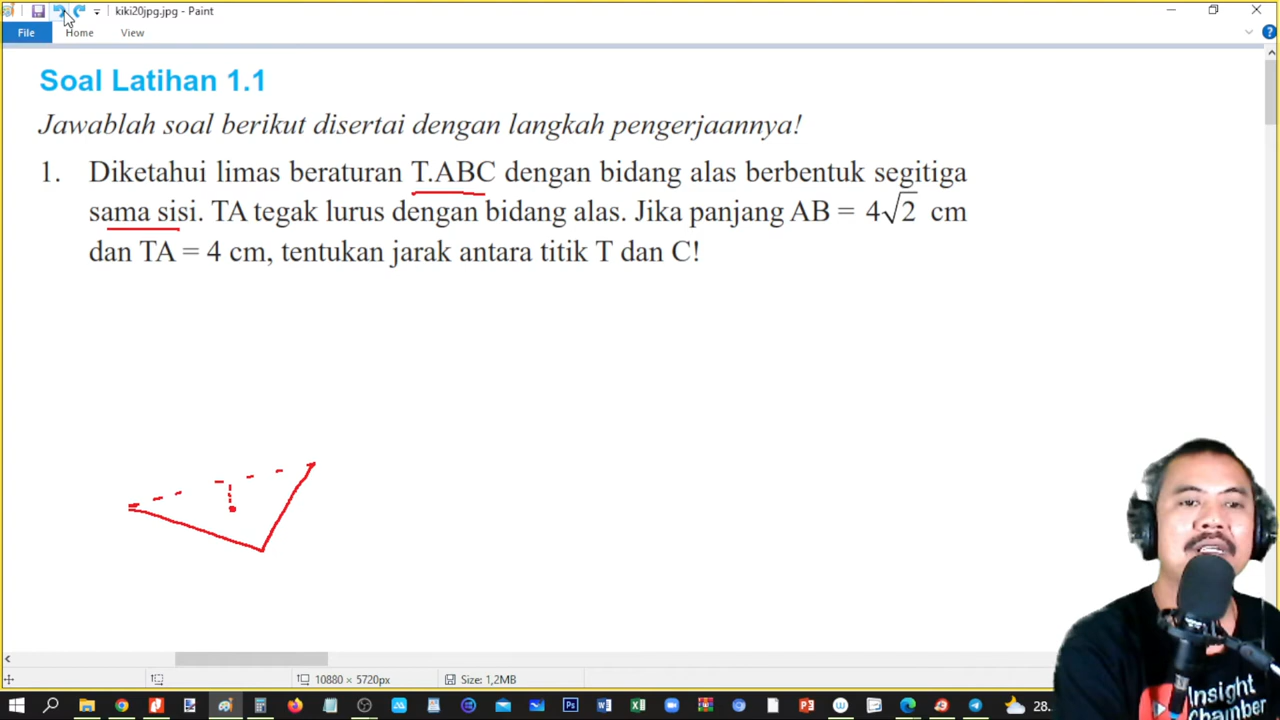 kiki20jpg.jpg - Paint
File Home View
Soal Latihan 1.1
Jawablah soal berikut disertai dengan langkah pengerjaannya!
1. Diketahui limas beraturan T.ABC dengan bidang alas berbentuk segitiga
sama sisi. TA tegak lurus dengan bidang alas. Jika panjang AB = 4√2 cm
dan TA = 4 cm, tentukan jarak antara titik T dan C!
Insight
Chamber
10880 × 5720px Size: 1,2MB
28.